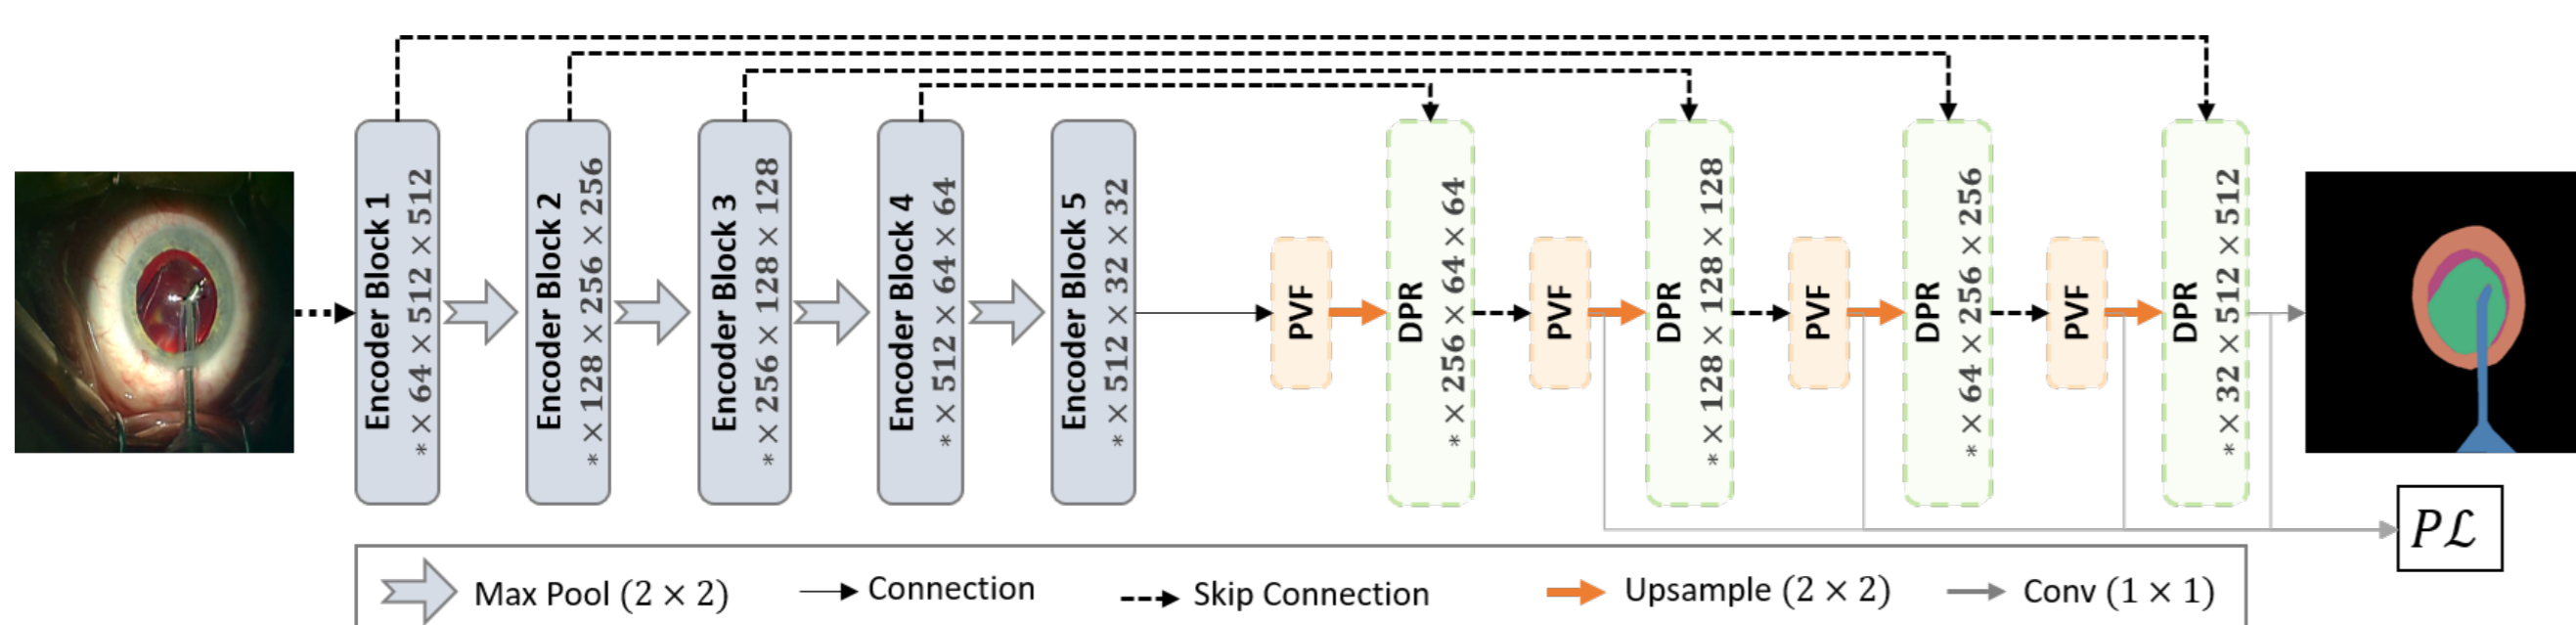 Encoder Block 1
* × 64 × 512 × 512
Encoder Block 2
* × 128 × 256 × 256
Encoder Block 3
* × 256 × 128 × 128
Encoder Block 4
* × 512 × 64 × 64
Encoder Block 5
* × 512 × 32 × 32
PVF
DPR
* × 256 × 64 × 64
PVF
DPR
* × 128 × 128 × 128
PVF
DPR
* × 64 × 256 × 256
PVF
DPR
* × 32 × 512 × 512
Pℒ
Max Pool (2 × 2)
Connection
Skip Connection
Upsample (2 × 2)
Conv (1 × 1)